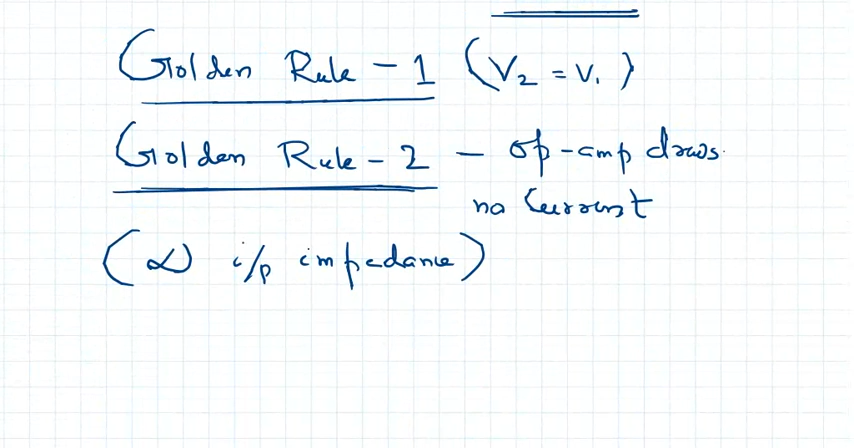 Golden Rule - 1 (V₂ = V₁)
Golden Rule - 2 - op-amp draws
no Current
(∞ i/p impedance)